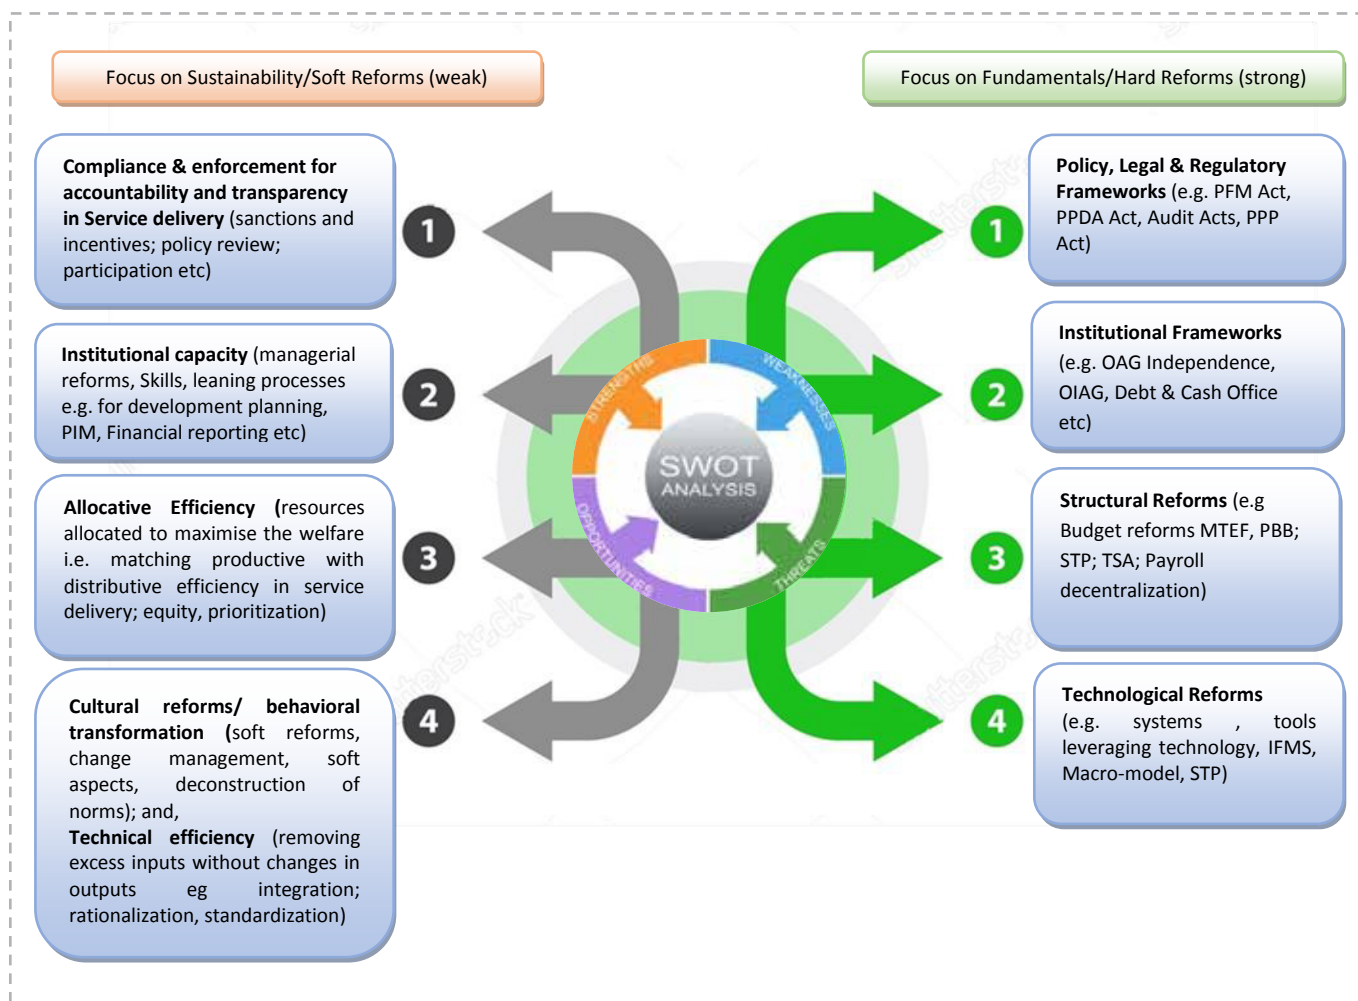 Focus on Sustainability/Soft Reforms (weak)
Focus on Fundamentals/Hard Reforms (strong)
Compliance & enforcement for
accountability and transparency
in Service delivery (sanctions and
incentives; policy review;
participation etc)
1
Institutional capacity (managerial
reforms, Skills, leaning processes
e.g. for development planning,
PIM, Financial reporting etc)
2
Allocative Efficiency (resources
allocated to maximise the welfare
i.e. matching productive with
distributive efficiency in service
delivery; equity, prioritization)
3
Cultural reforms/ behavioral
transformation (soft reforms,
change management, soft
aspects, deconstruction of
norms); and,
Technical efficiency (removing
excess inputs without changes in
outputs eg integration;
rationalization, standardization)
4
STRENGTHS
WEAKNESSES
OPPORTUNITIES
THREATS
SWOT
ANALYSIS
1
Policy, Legal & Regulatory
Frameworks (e.g. PFM Act,
PPDA Act, Audit Acts, PPP
Act)
2
Institutional Frameworks
(e.g. OAG Independence,
OIAG, Debt & Cash Office
etc)
3
Structural Reforms (e.g
Budget reforms MTEF, PBB;
STP; TSA; Payroll
decentralization)
4
Technological Reforms
(e.g. systems , tools
leveraging technology, IFMS,
Macro-model, STP)